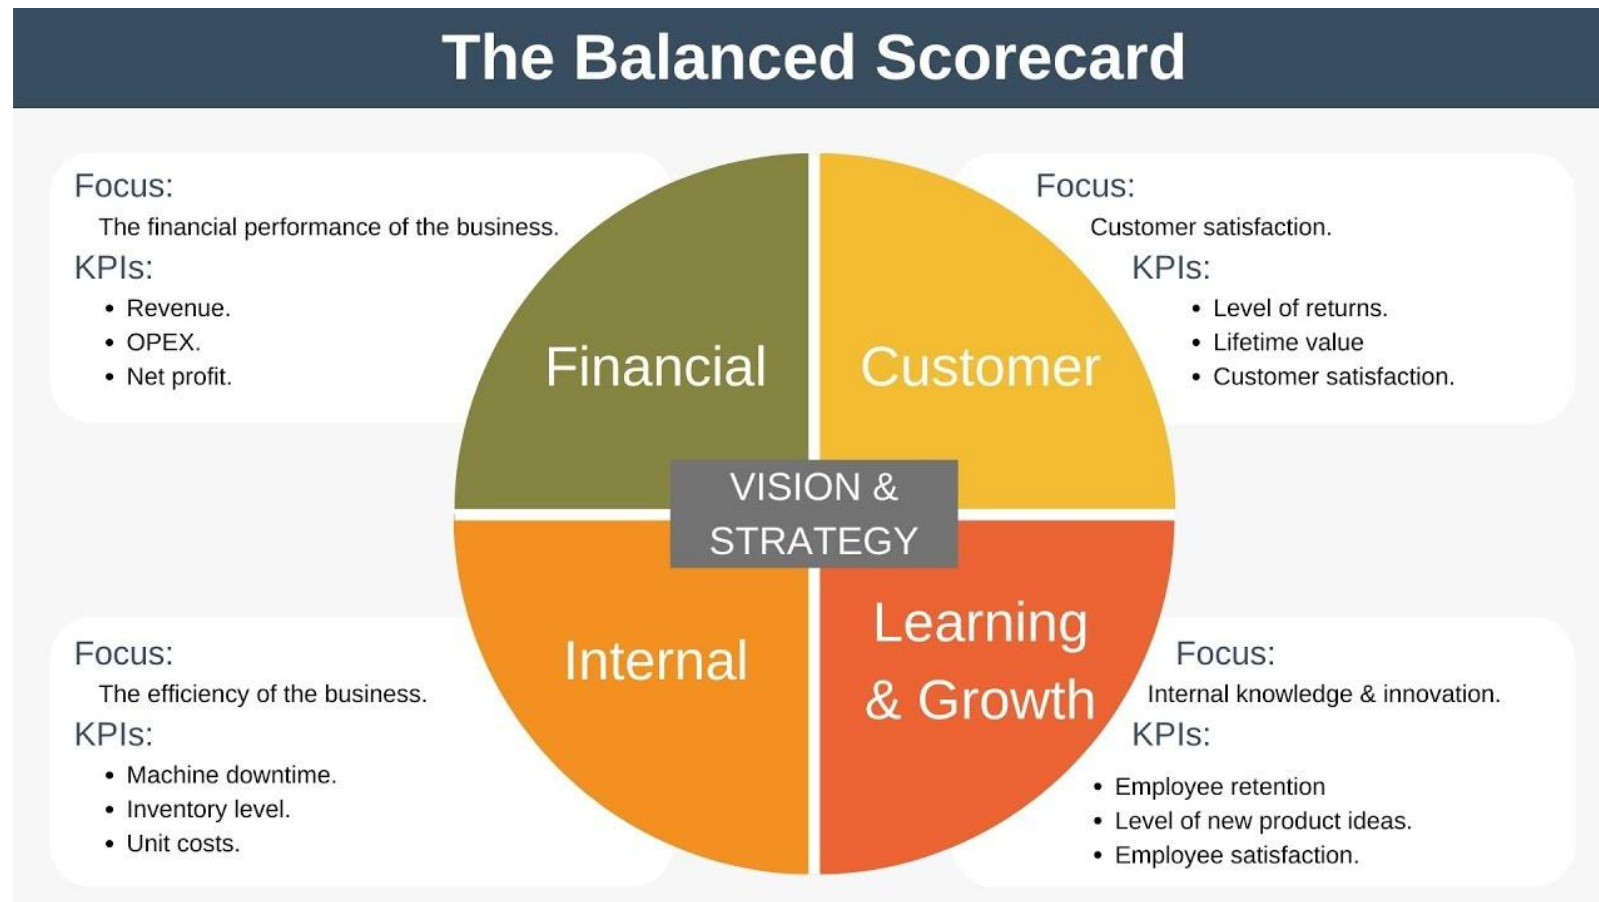 The Balanced Scorecard
Focus:
The financial performance of the business.
KPIs:
• Revenue.
• OPEX.
• Net profit.
Focus:
Customer satisfaction.
KPIs:
• Level of returns.
• Lifetime value
• Customer satisfaction.
Financial
Customer
VISION &
STRATEGY
Internal
Learning
& Growth
Focus:
The efficiency of the business.
KPIs:
• Machine downtime.
• Inventory level.
• Unit costs.
Focus:
Internal knowledge & innovation.
KPIs:
• Employee retention
• Level of new product ideas.
• Employee satisfaction.